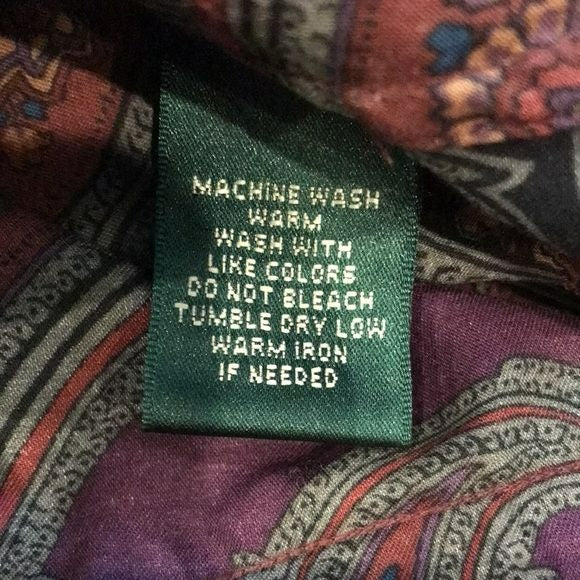 MACHINE WASH
WARM
WASH WITH
LIKE COLORS
DO NOT BLEACH
TUMBLE DRY LOW
WARM IRON
IF NEEDED